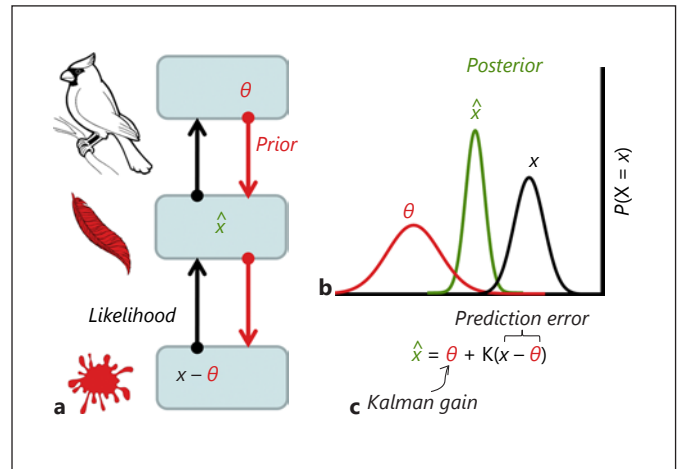 θ
Prior
x̂
Likelihood
x – θ
a
Posterior
x̂
x
θ
P(X = x)
b
Prediction error
x̂ = θ + K(x – θ)
c
Kalman gain